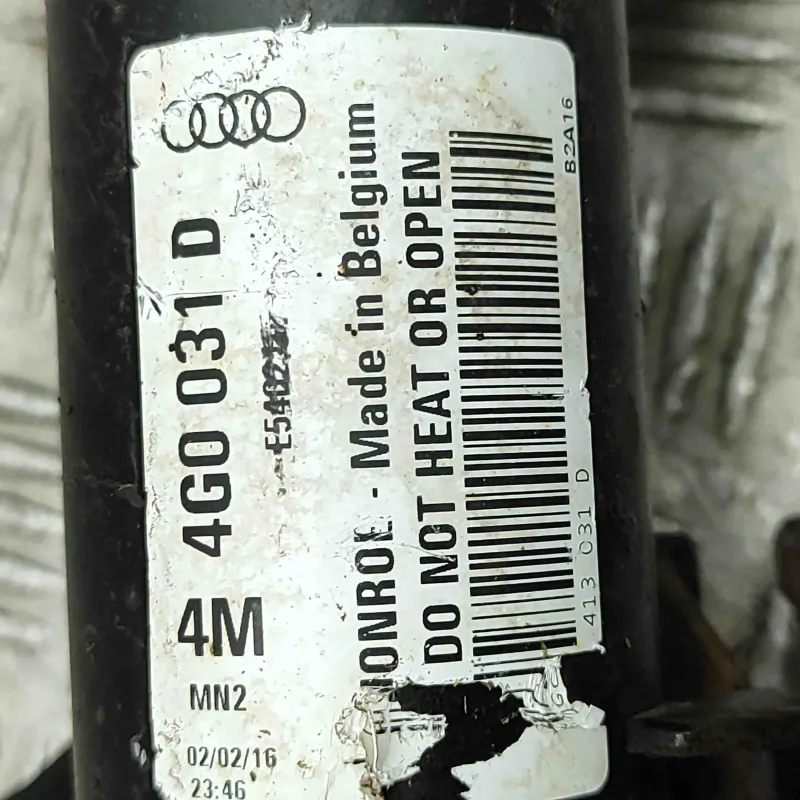 4G0 031 D
4M
MN2
02/02/16
23:46
MONROE - Made in Belgium
DO NOT HEAT OR OPEN
413 031 D
B2A16